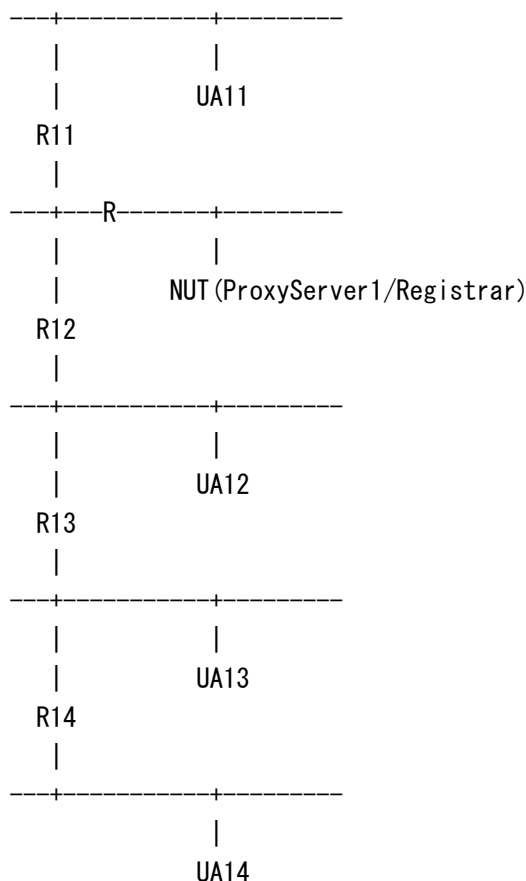 UA11
R11
R
NUT(ProxyServer1/Registrar)
R12
UA12
R13
UA13
R14
UA14